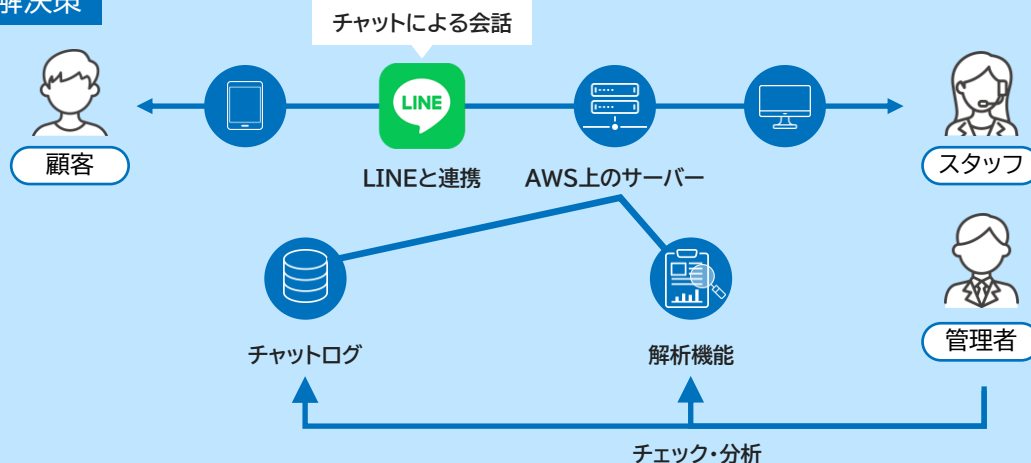 解決策
チャットによる会話
LINE
顧客
LINEと連携
AWS上のサーバー
スタッフ
チャットログ
解析機能
管理者
チェック・分析